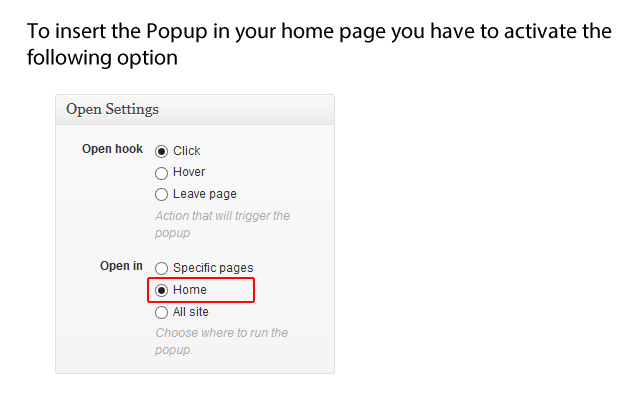 To insert the Popup in your home page you have to activate the
following option
Open Settings
Open hook Click
Hover
Leave page
Action that will trigger the
popup
Open in Specific pages
Home
All site
Choose where to run the
popup.